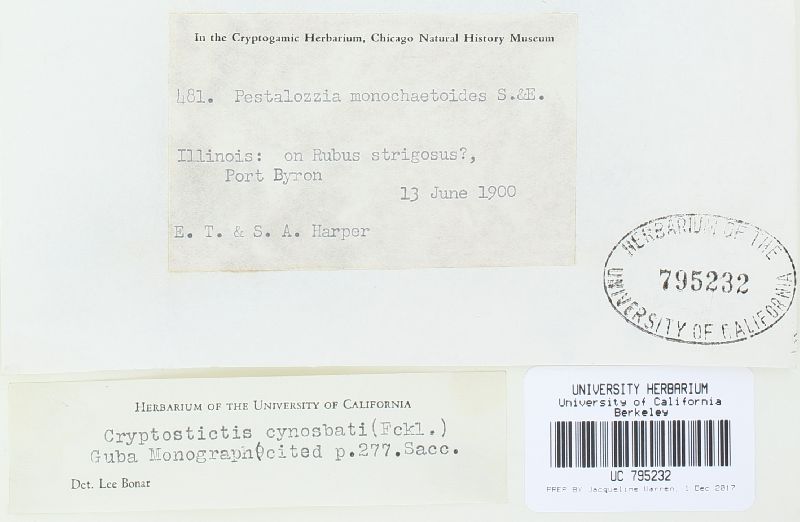 In the Cryptogamic Herbarium, Chicago Natural History Museum
481. Pestalozzia monochaetoides S.&E.
Illinois: on Rubus strigosus?,
Port Byron
13 June 1900
E. T. & S. A. Harper
HERBARIUM OF THE
795232
UNIVERSITY OF CALIFORNIA
HERBARIUM OF THE UNIVERSITY OF CALIFORNIA
Cryptostictis cynosbati(Fckl.)
Guba Monograph(cited p.277.Sacc.
Det. Lee Bonar
UNIVERSITY HERBARIUM
University of California
Berkeley
UC 795232
PREP BY Jacqueline Warren, 1 Dec 2017